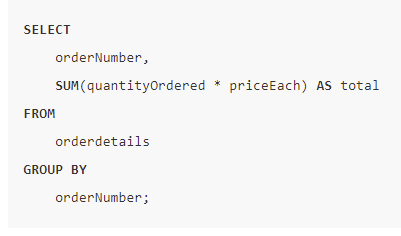 SELECT
    orderNumber,
    SUM(quantityOrdered * priceEach) AS total
FROM
    orderdetails
GROUP BY
    orderNumber;